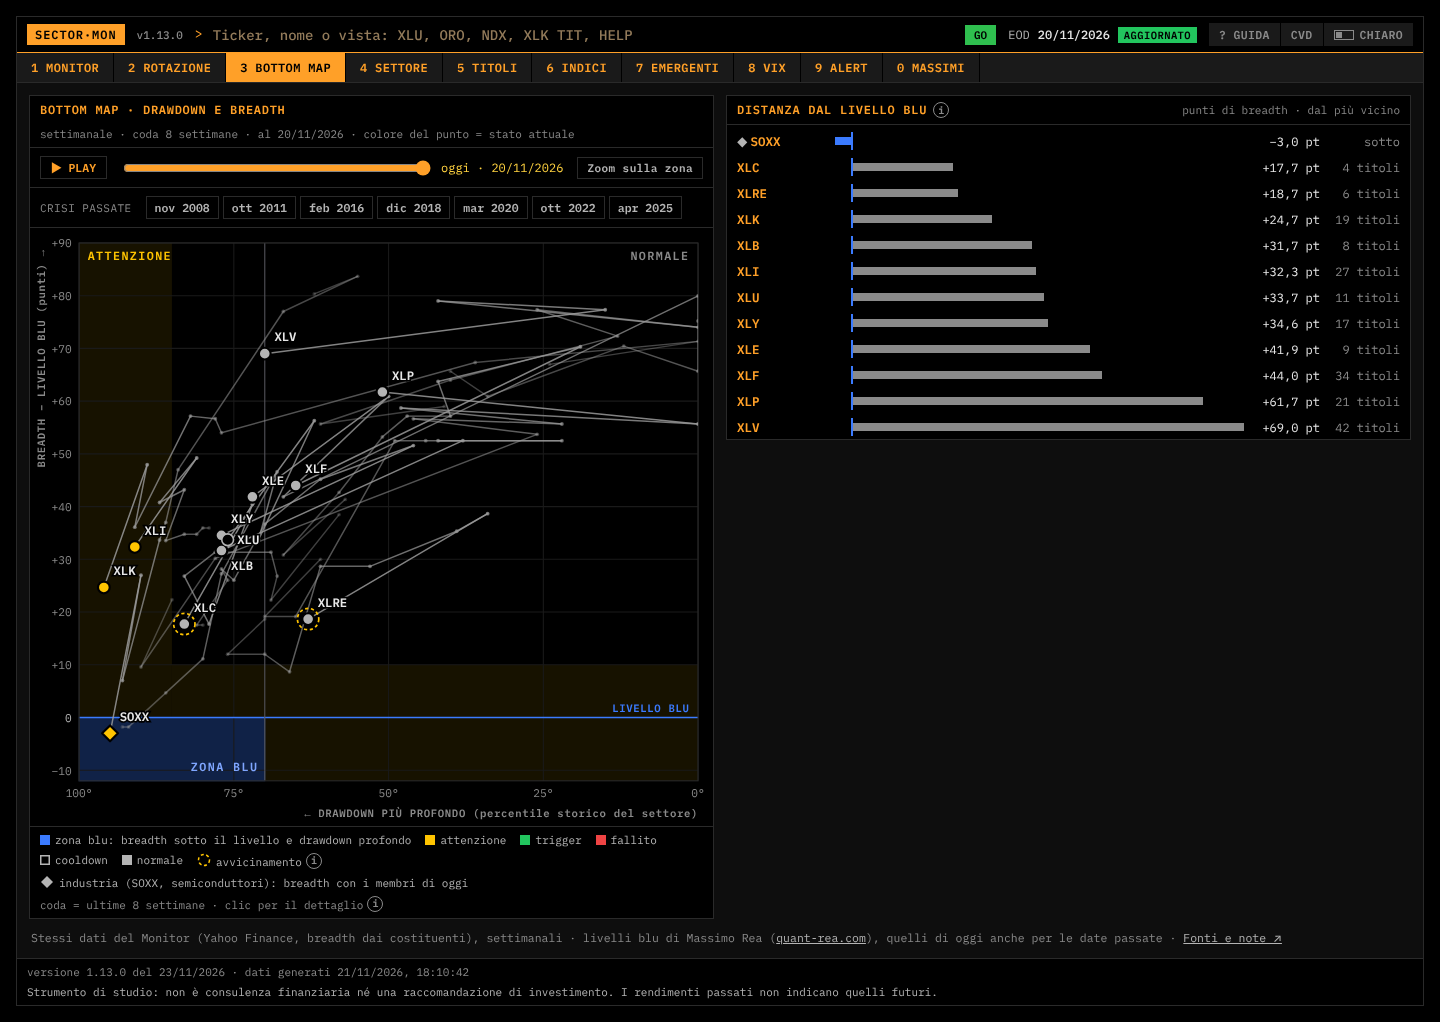 SECTOR·MON v1.13.0 > Ticker, nome o vista: XLU, ORO, NDX, XLK TIT, HELP GO EOD 20/11/2026 AGGIORNATO ? GUIDA CVD CHIARO
1 MONITOR 2 ROTAZIONE 3 BOTTOM MAP 4 SETTORE 5 TITOLI 6 INDICI 7 EMERGENTI 8 VIX 9 ALERT 0 MASSIMI
BOTTOM MAP · DRAWDOWN E BREADTH
settimanale · coda 8 settimane · al 20/11/2026 · colore del punto = stato attuale
▶ PLAY oggi · 20/11/2026 Zoom sulla zona
CRISI PASSATE nov 2008 ott 2011 feb 2016 dic 2018 mar 2020 ott 2022 apr 2025
BREADTH − LIVELLO BLU (punti) →
+90
+80
+70
+60
+50
+40
+30
+20
+10
0
−10
ATTENZIONE
NORMALE
XLV
XLP
XLF
XLE
XLY
XLU
XLI
XLB
XLK
XLC
XLRE
SOXX
LIVELLO BLU
ZONA BLU
100° 75° 50° 25° 0°
← DRAWDOWN PIÙ PROFONDO (percentile storico del settore)
zona blu: breadth sotto il livello e drawdown profondo attenzione trigger fallito
cooldown normale avvicinamento i
industria (SOXX, semiconduttori): breadth con i membri di oggi
coda = ultime 8 settimane · clic per il dettaglio i
DISTANZA DAL LIVELLO BLU i punti di breadth · dal più vicino
◆ SOXX −3,0 pt sotto
XLC +17,7 pt 4 titoli
XLRE +18,7 pt 6 titoli
XLK +24,7 pt 19 titoli
XLB +31,7 pt 8 titoli
XLI +32,3 pt 27 titoli
XLU +33,7 pt 11 titoli
XLY +34,6 pt 17 titoli
XLE +41,9 pt 9 titoli
XLF +44,0 pt 34 titoli
XLP +61,7 pt 21 titoli
XLV +69,0 pt 42 titoli
Stessi dati del Monitor (Yahoo Finance, breadth dai costituenti), settimanali · livelli blu di Massimo Rea (quant-rea.com), quelli di oggi anche per le date passate · Fonti e note ↗
versione 1.13.0 del 23/11/2026 · dati generati 21/11/2026, 18:10:42
Strumento di studio: non è consulenza finanziaria né una raccomandazione di investimento. I rendimenti passati non indicano quelli futuri.